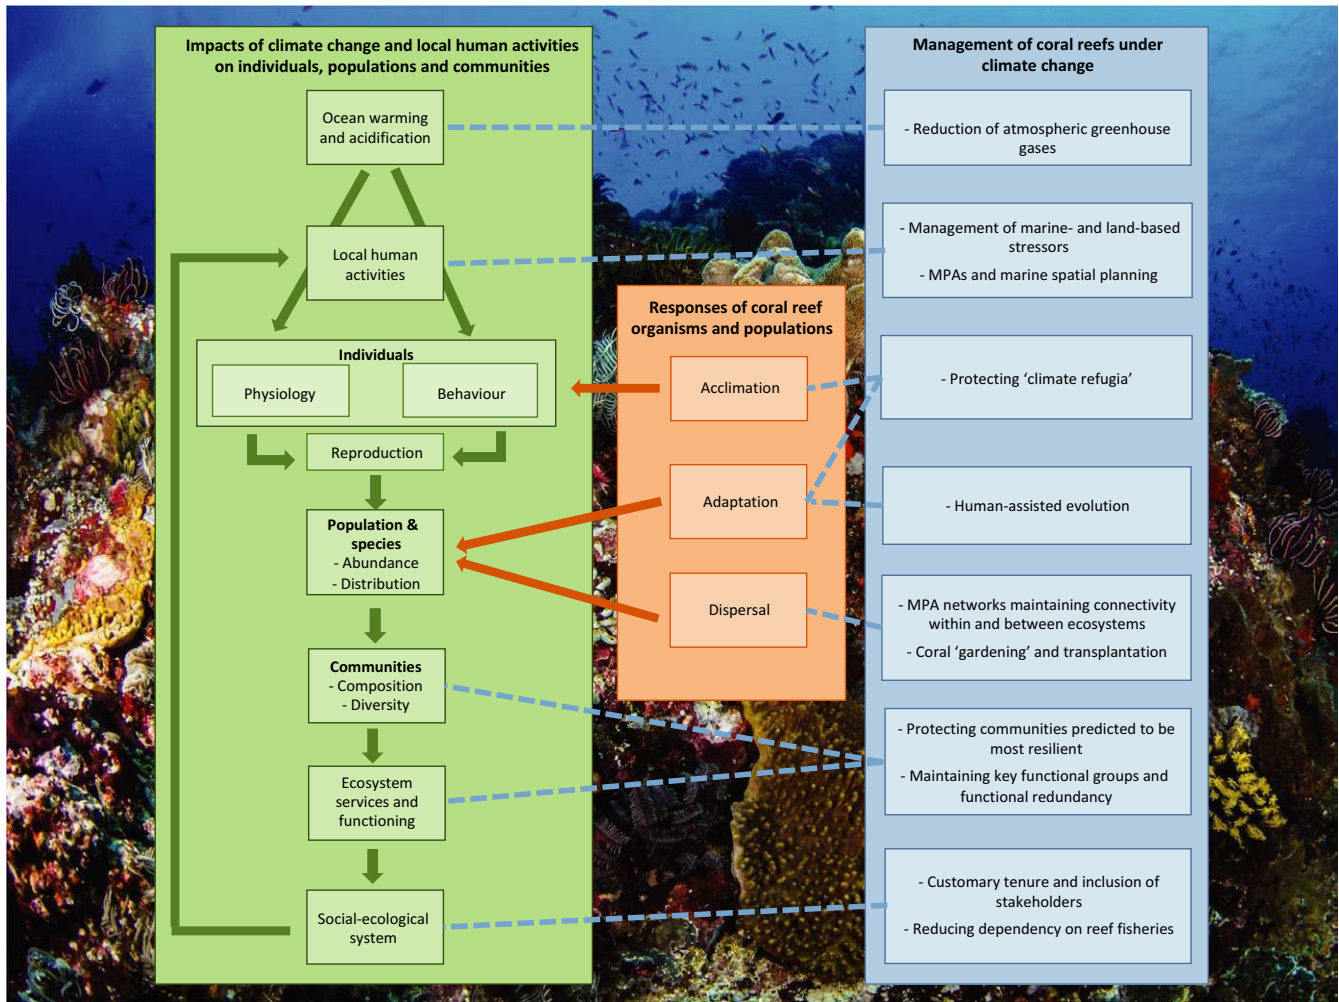 Impacts of climate change and local human activities
on individuals, populations and communities
Ocean warming
and acidification
Local human
activities
Individuals
Physiology
Behaviour
Reproduction
Population &
species
- Abundance
- Distribution
Communities
- Composition
- Diversity
Ecosystem
services and
functioning
Social-ecological
system
Responses of coral reef
organisms and populations
Acclimation
Adaptation
Dispersal
Management of coral reefs under
climate change
- Reduction of atmospheric greenhouse
gases
- Management of marine- and land-based
stressors
- MPAs and marine spatial planning
- Protecting ‘climate refugia’
- Human-assisted evolution
- MPA networks maintaining connectivity
within and between ecosystems
- Coral ‘gardening’ and transplantation
- Protecting communities predicted to be
most resilient
- Maintaining key functional groups and
functional redundancy
- Customary tenure and inclusion of
stakeholders
- Reducing dependency on reef fisheries